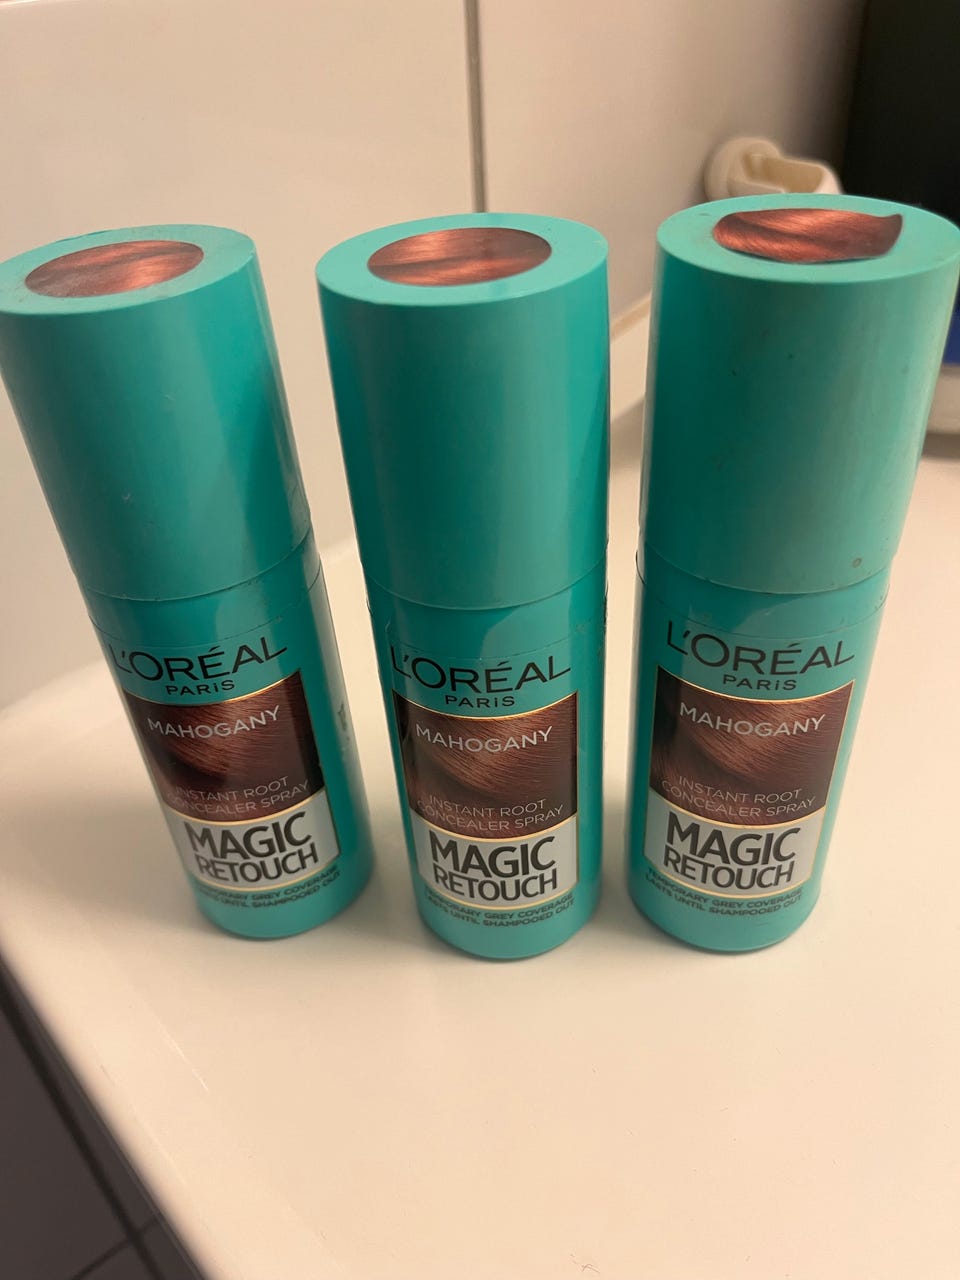 L'ORÉAL
PARIS
MAHOGANY
INSTANT ROOT
CONCEALER SPRAY
MAGIC
RETOUCH
TEMPORARY GREY COVERAGE
LASTS UNTIL SHAMPOOED OUT
L'ORÉAL
PARIS
MAHOGANY
INSTANT ROOT
CONCEALER SPRAY
MAGIC
RETOUCH
TEMPORARY GREY COVERAGE
LASTS UNTIL SHAMPOOED OUT
L'ORÉAL
PARIS
MAHOGANY
INSTANT ROOT
CONCEALER SPRAY
MAGIC
RETOUCH
TEMPORARY GREY COVERAGE
LASTS UNTIL SHAMPOOED OUT